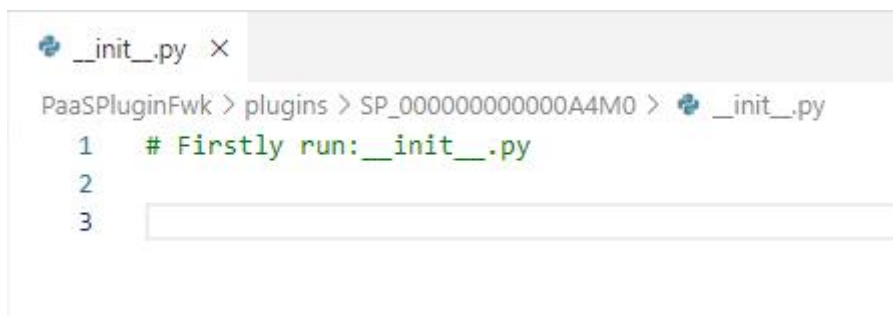 __init__.py
PaaSPluginFwk > plugins > SP_000000000000A4M0 > __init__.py
1 # Firstly run:__init__.py
2
3